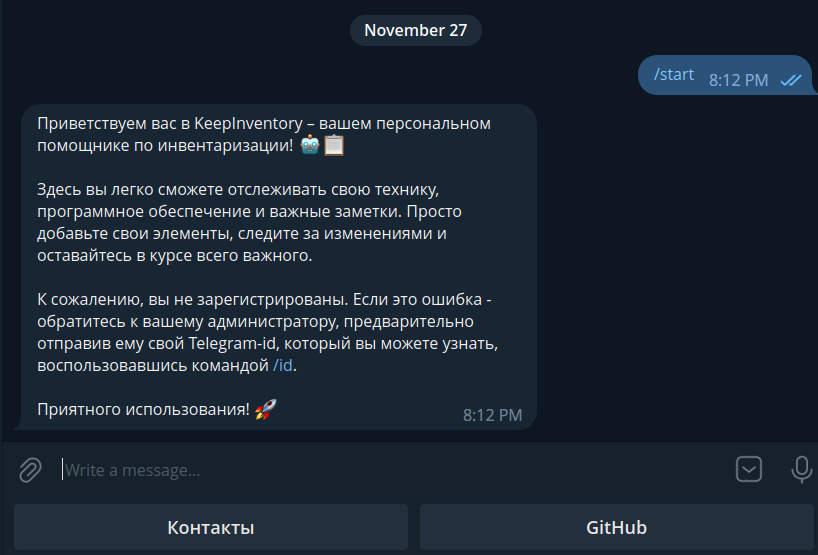 November 27
/start 8:12 PM
Приветствуем вас в KeepInventory – вашем персональном
помощнике по инвентаризации! 🤖📋
Здесь вы легко сможете отслеживать свою технику,
программное обеспечение и важные заметки. Просто
добавьте свои элементы, следите за изменениями и
оставайтесь в курсе всего важного.
К сожалению, вы не зарегистрированы. Если это ошибка -
обратитесь к вашему администратору, предварительно
отправив ему свой Telegram-id, который вы можете узнать,
воспользовавшись командой /id.
Приятного использования! 🚀 8:12 PM
Write a message...
Контакты GitHub